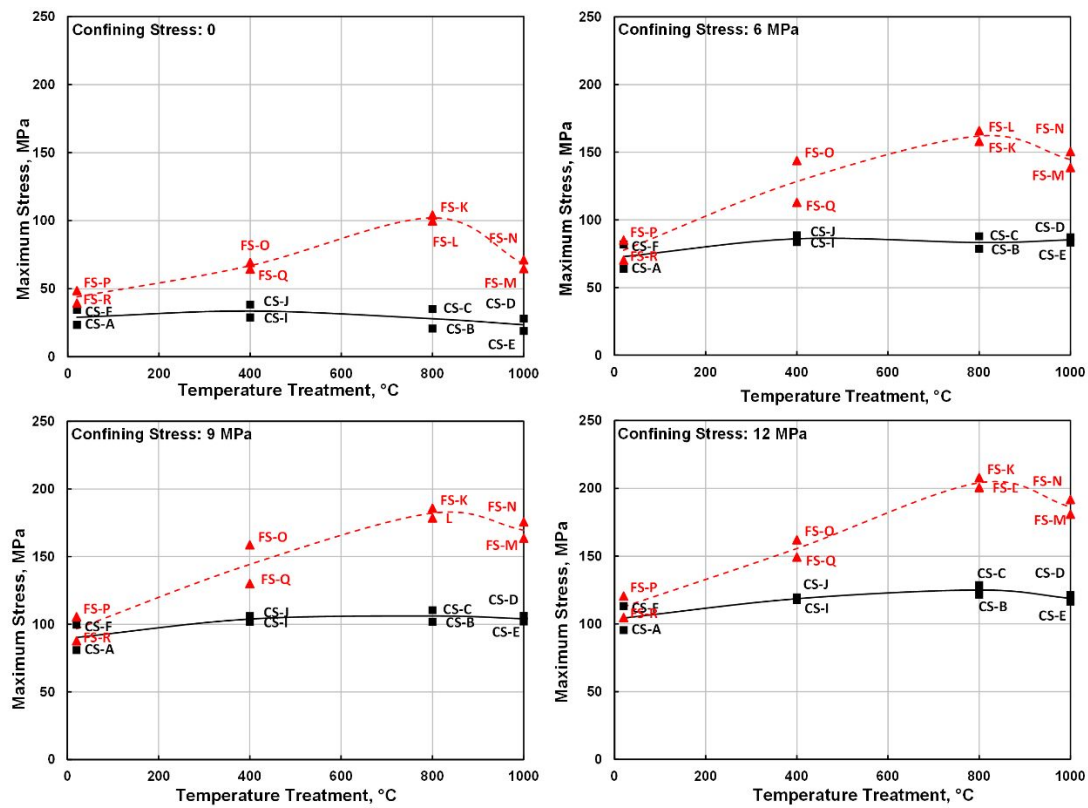 Confining Stress: 0
Maximum Stress, MPa
250
200
150
100
50
0
FS-K
FS-L
FS-O
FS-Q
FS-N
FS-M
FS-P
FS-R
CS-F
CS-A
CS-J
CS-I
CS-C
CS-B
CS-D
CS-E
0
200
400
600
800
1000
Temperature Treatment, °C
Confining Stress: 6 MPa
Maximum Stress, MPa
250
200
150
100
50
0
FS-L
FS-K
FS-N
FS-M
FS-O
FS-Q
FS-P
CS-F
FS-R
CS-A
CS-J
CS-I
CS-C
CS-B
CS-D
CS-E
0
200
400
600
800
1000
Temperature Treatment, °C
Confining Stress: 9 MPa
Maximum Stress, MPa
250
200
150
100
50
0
FS-K
L
FS-N
FS-M
FS-O
FS-Q
FS-P
CS-F
FS-R
CS-A
CS-J
CS-I
CS-C
CS-B
CS-D
CS-E
0
200
400
600
800
1000
Temperature Treatment, °C
Confining Stress: 12 MPa
Maximum Stress, MPa
250
200
150
100
50
0
FS-K
FS-L
FS-N
FS-M
FS-O
FS-Q
FS-P
CS-F
FS-R
CS-A
CS-J
CS-I
CS-C
CS-B
CS-D
CS-E
0
200
400
600
800
1000
Temperature Treatment, °C